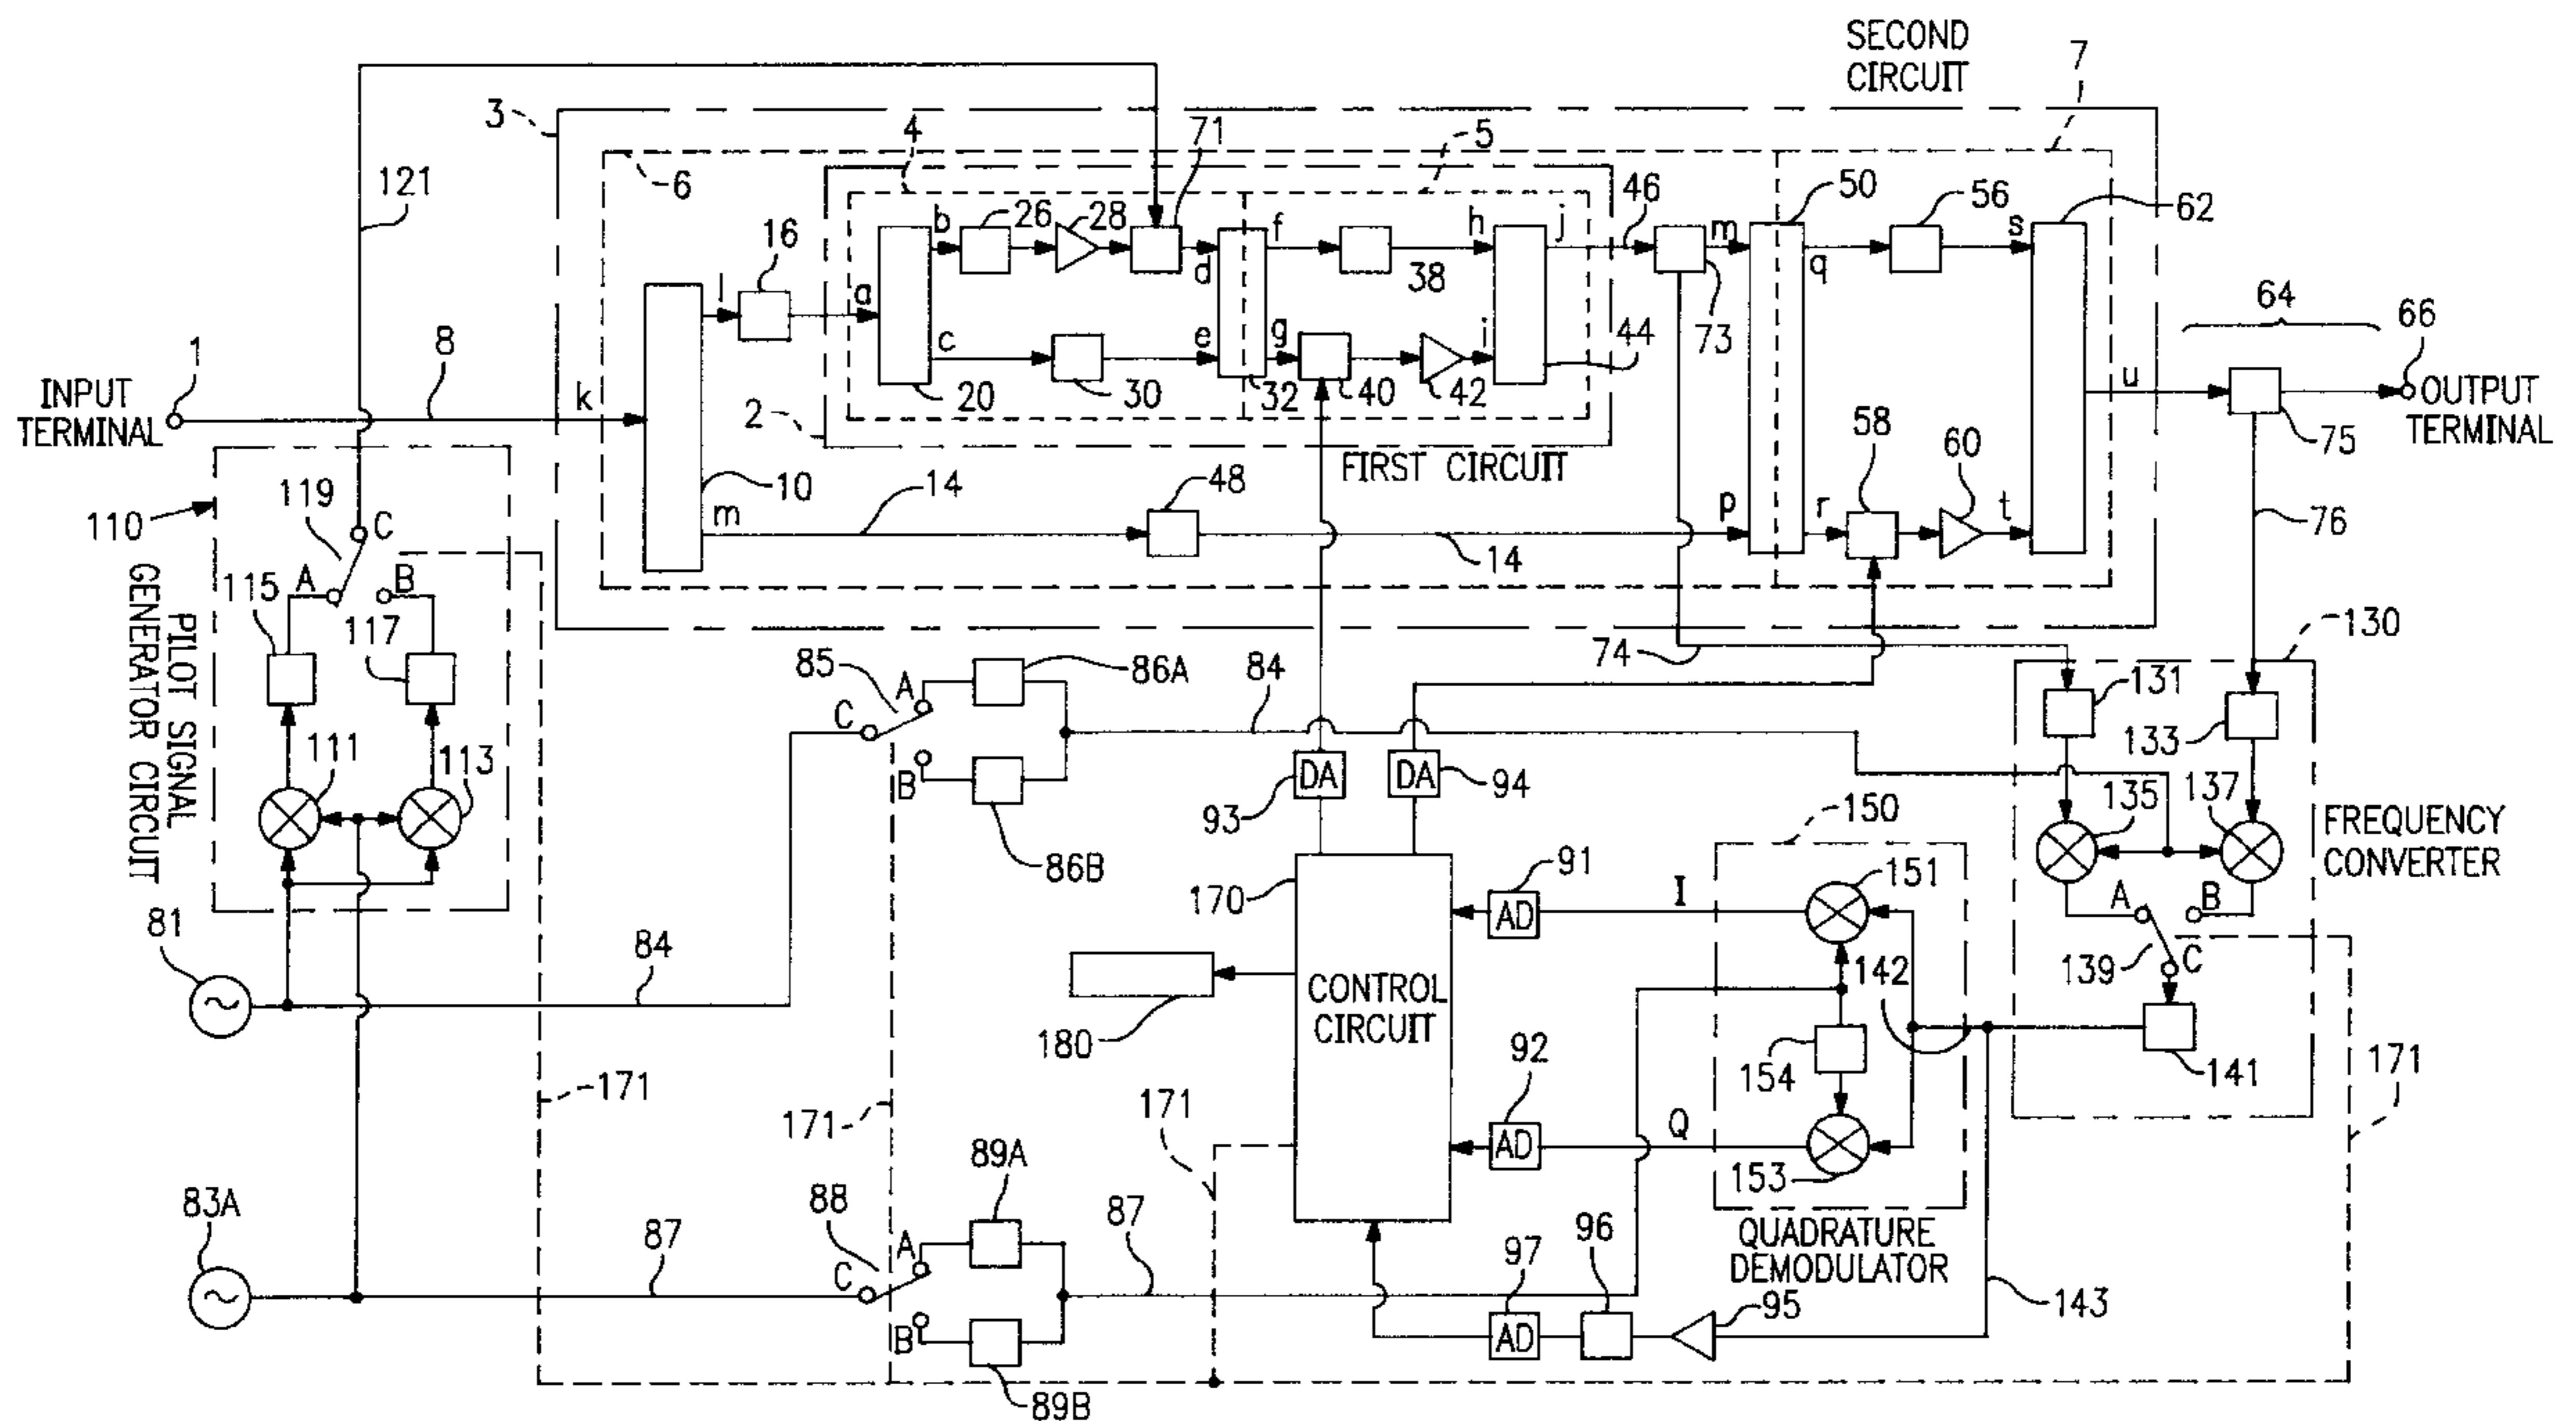 SECOND
CIRCUIT
7
3
4
71
5
6
121
46
50
56
62
16
b
26
28
f
h
j
m
q
s
l
a
d
38
73
64
66
1
8
c
e
g
i
44
u
INPUT
TERMINAL
k
20
30
32
40
42
OUTPUT
TERMINAL
2
FIRST CIRCUIT
58
60
75
10
14
48
p
r
t
76
119
C
m
110
14
A
B
115
117
PILOT SIGNAL
GENERATOR CIRCUIT
85
A
86A
84
74
130
C
131
133
111
113
B
DA
DA
93
94
135
137
86B
150
FREQUENCY
CONVERTER
81
84
170
91
I
AD
151
A
B
139
C
142
CONTROL
CIRCUIT
180
154
141
171
171
171
92
171
AD
Q
153
89A
83A
87
88
A
C
87
97
96
QUADRATURE
DEMODULATOR
95
143
B
AD
89B